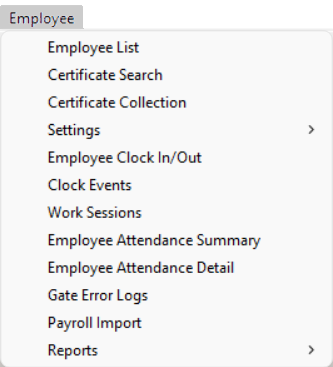 Employee
Employee List
Certificate Search
Certificate Collection
Settings
Employee Clock In/Out
Clock Events
Work Sessions
Employee Attendance Summary
Employee Attendance Detail
Gate Error Logs
Payroll Import
Reports